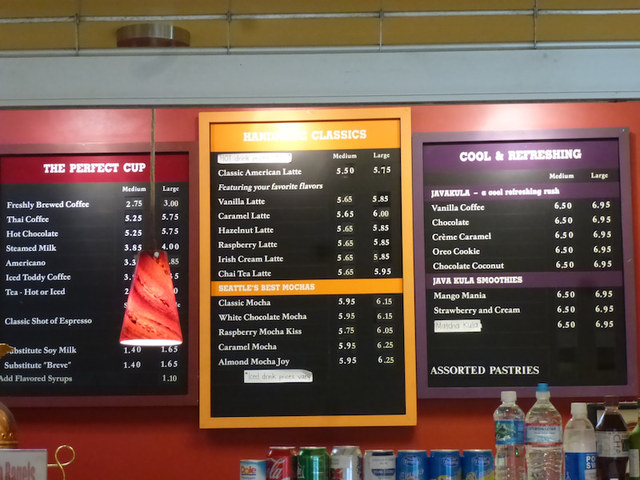 THE PERFECT CUP
Medium Large
Freshly Brewed Coffee 2.75 3.00
Thai Coffee 5.25 5.75
Hot Chocolate 5.25 5.75
Steamed Milk 3.85 4.00
Americano 3.3 .85
Iced Toddy Coffee 3. 5
Tea - Hot or Iced 2
Classic Shot of Espresso
Substitute Soy Milk 1.40 1.65
Substitute "Breve" 1.40 1.65
Add Flavored Syrups 1.10
CLASSICS
Medium Large
Classic American Latte 5.50 5.75
Featuring your favorite flavors
Vanilla Latte 5.65 5.85
Caramel Latte 5.65 6.00
Hazelnut Latte 5.65 5.85
Raspberry Latte 5.65 5.85
Irish Cream Latte 5.65 5.85
Chai Tea Latte 5.65 5.95
SEATTLE'S BEST MOCHAS
Classic Mocha 5.95 6.15
White Chocolate Mocha 5.95 6.15
Raspberry Mocha Kiss 5.75 6.05
Caramel Mocha 5.95 6.25
Almond Mocha Joy 5.95 6.25
COOL & REFRESHING
Medium Large
JAVAKULA - a cool refreshing rush
Vanilla Coffee 6.50 6.95
Chocolate 6.50 6.95
Crème Caramel 6.50 6.95
Oreo Cookie 6.50 6.95
Chocolate Coconut 6.50 6.95
JAVA KULA SMOOTHIES
Mango Mania 6.50 6.95
Strawberry and Cream 6.50 6.95
6.50 6.95
ASSORTED PASTRIES
Dole
Bagels